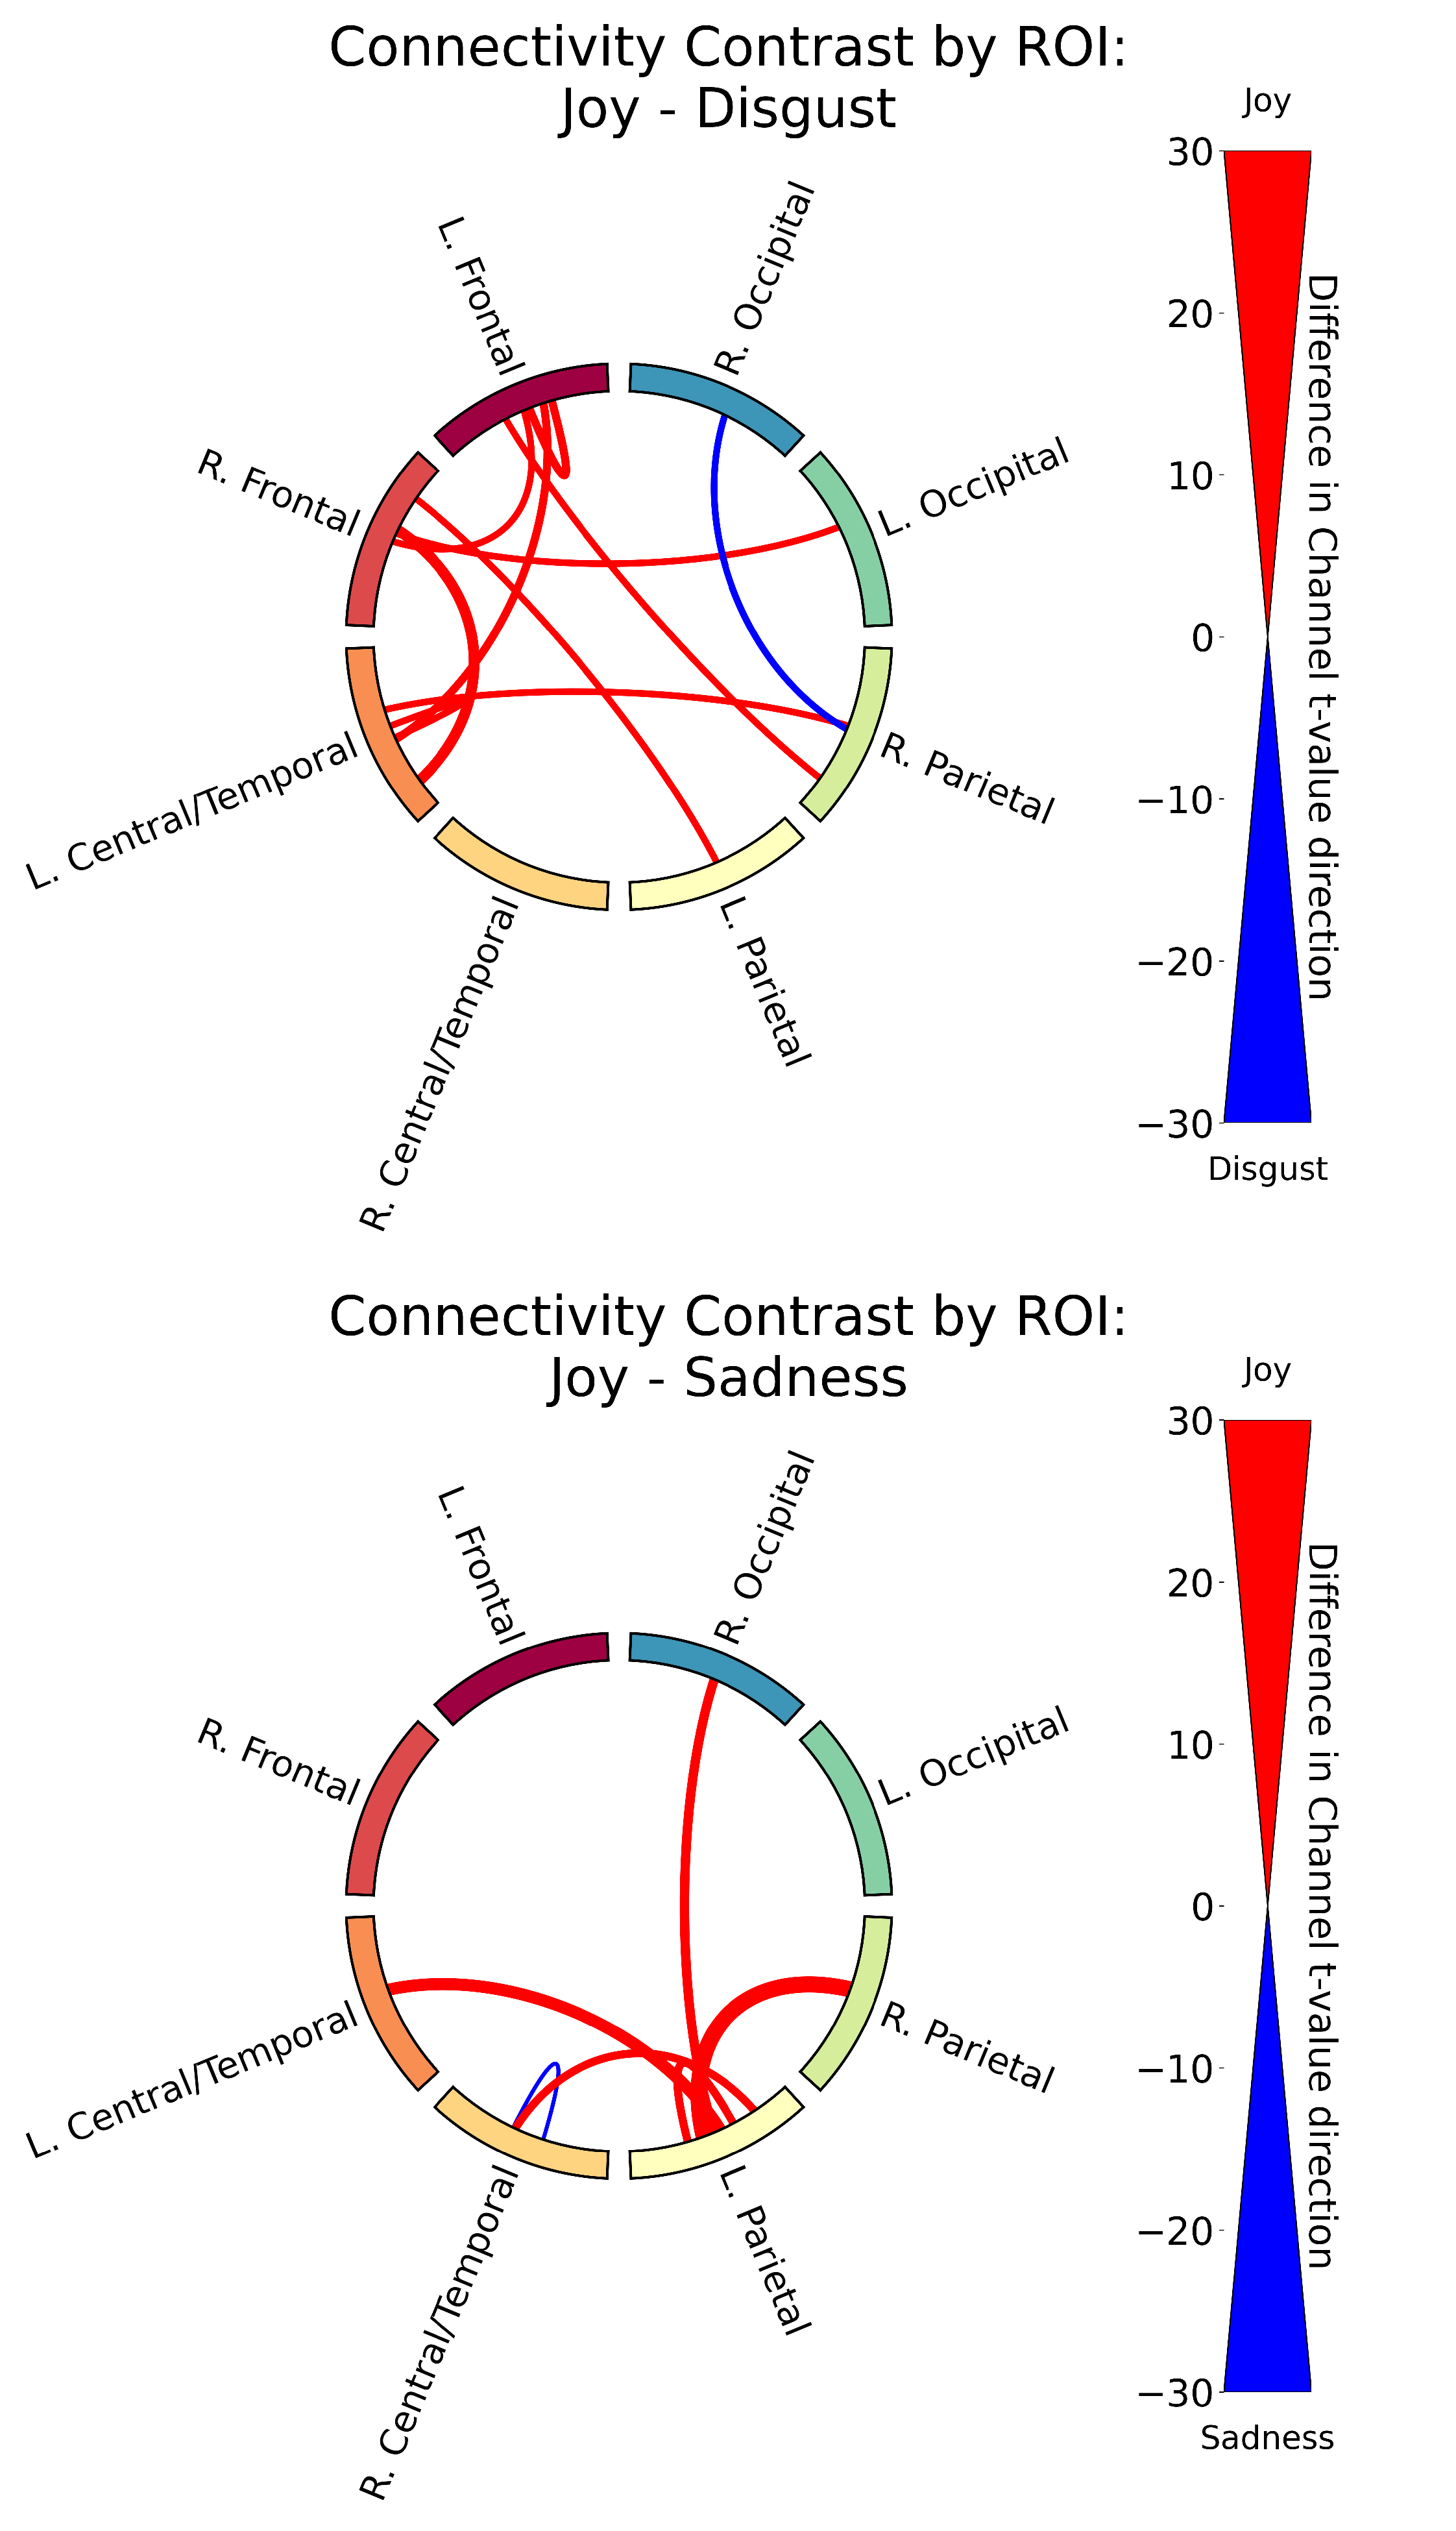 Connectivity Contrast by ROI:
Joy - Disgust
Joy
30
20
10
0
−10
−20
−30
Disgust
Difference in Channel t-value direction
L. Frontal
R. Occipital
R. Frontal
L. Occipital
L. Central/Temporal
R. Parietal
R. Central/Temporal
L. Parietal
Connectivity Contrast by ROI:
Joy - Sadness
Joy
30
20
10
0
−10
−20
−30
Sadness
Difference in Channel t-value direction
L. Frontal
R. Occipital
R. Frontal
L. Occipital
L. Central/Temporal
R. Parietal
R. Central/Temporal
L. Parietal